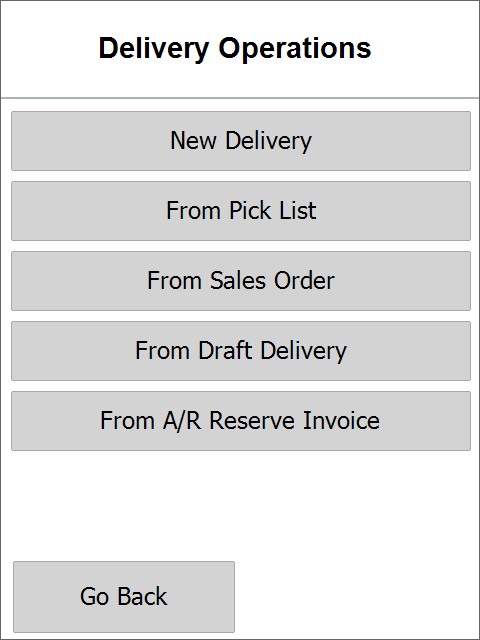 Delivery Operations
New Delivery
From Pick List
From Sales Order
From Draft Delivery
From A/R Reserve Invoice
Go Back